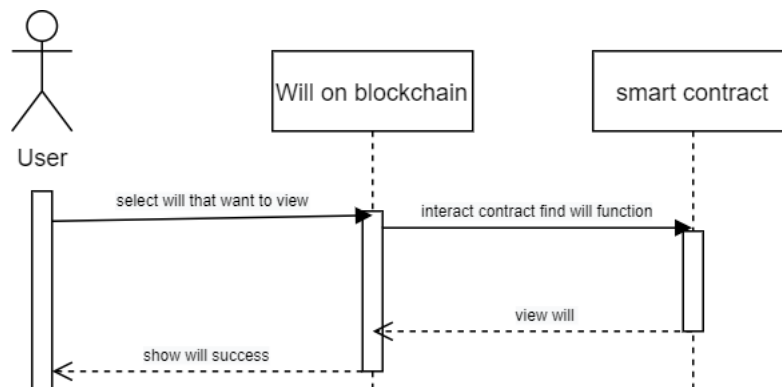 Will on blockchain
smart contract
User
select will that want to view
interact contract find will function
view will
show will success